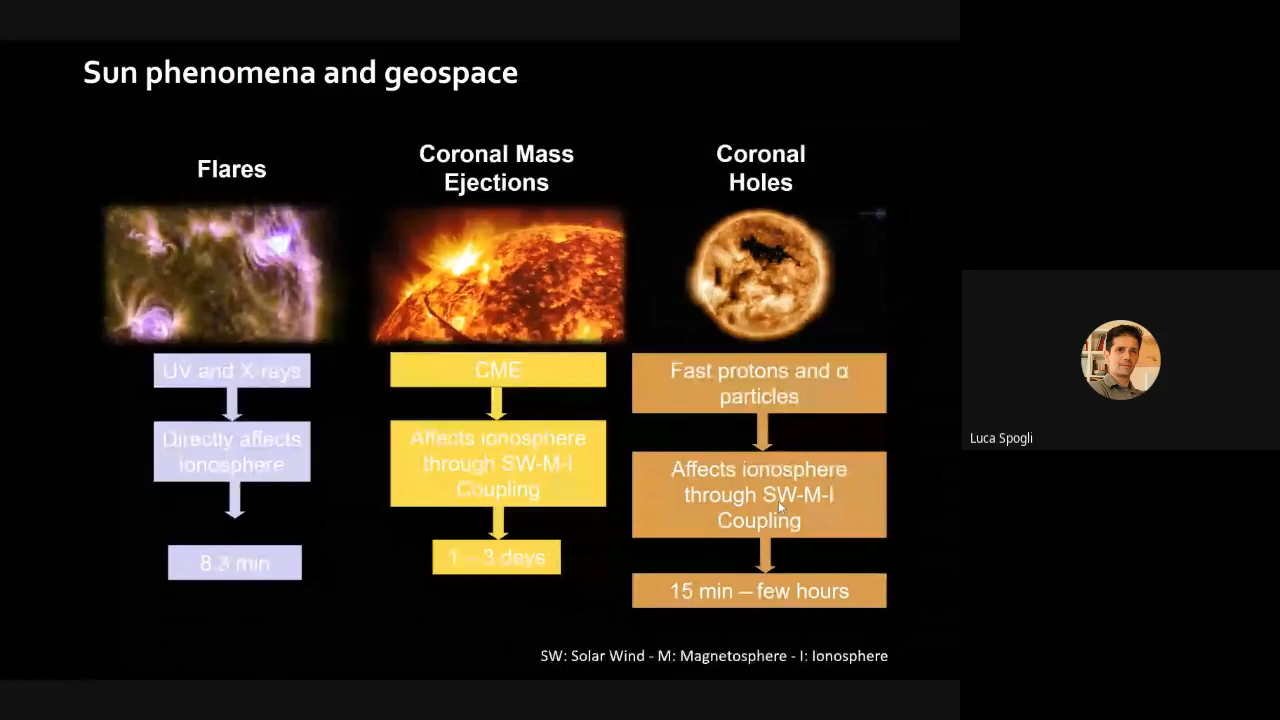 Sun phenomena and geospace
Flares
Coronal Mass
Ejections
Coronal
Holes
UV and X-rays
Directly affects
ionosphere
8.3 min
CME
Affects ionosphere
through SW-M-I
Coupling
1 – 3 days
Fast protons and α
particles
Affects ionosphere
through SW-M-I
Coupling
15 min – few hours
SW: Solar Wind - M: Magnetosphere - I: Ionosphere
Luca Spogli